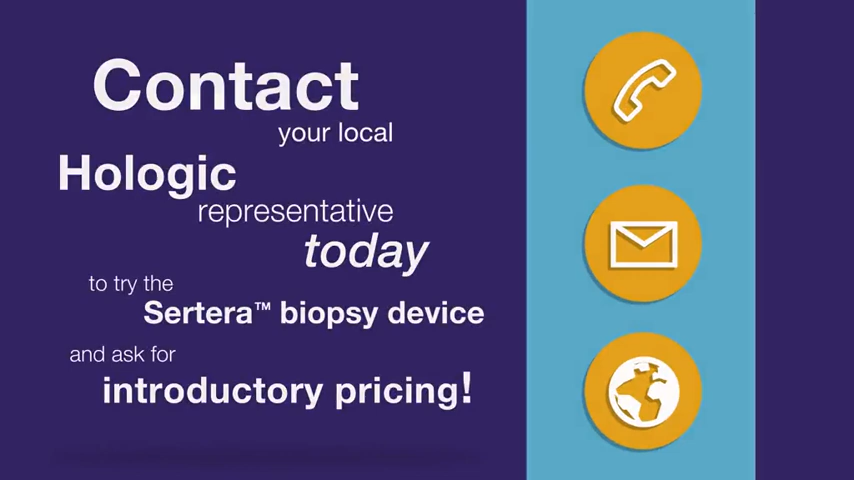 Contact
your local
Hologic
representative
today
to try the
Sertera™ biopsy device
and ask for
introductory pricing!